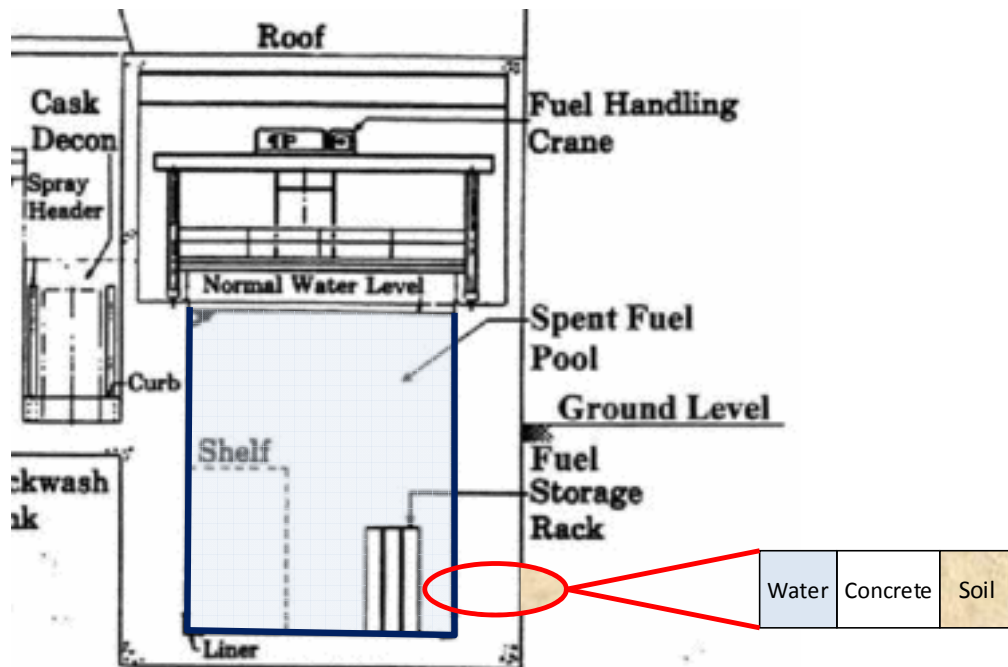 Roof
Cask
Decon
Spray
Header
Fuel Handling
Crane
Normal Water Level
Spent Fuel
Pool
Curb
Ground Level
Shelf
Fuel
Storage
Rack
Water
Concrete
Soil
Liner